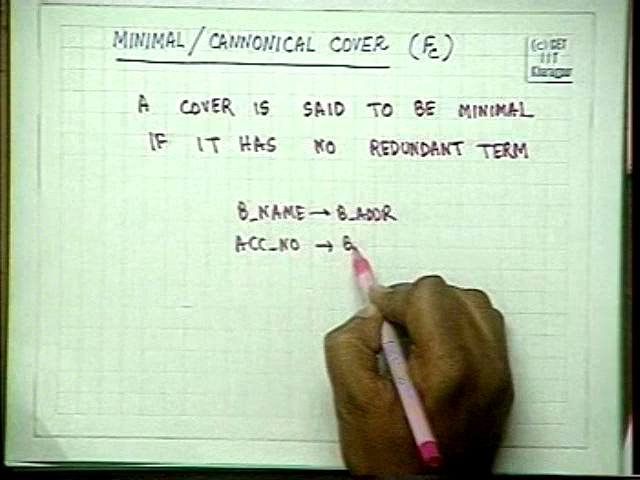 MINIMAL/CANNONICAL COVER (Fc)
(c) CET
IIT
Kharagpur
A COVER IS SAID TO BE MINIMAL
IF IT HAS NO REDUNDANT TERM
B_NAME → B_ADDR
ACC_NO → B